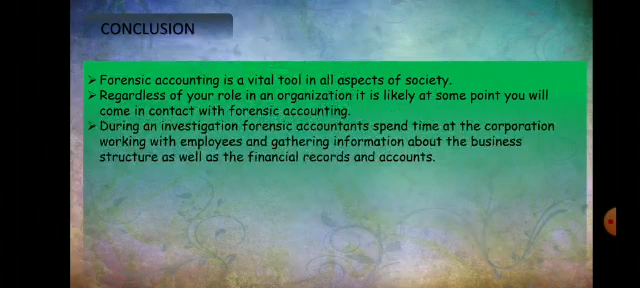 CONCLUSION
➢ Forensic accounting is a vital tool in all aspects of society.
➢ Regardless of your role in an organization it is likely at some point you will
come in contact with forensic accounting.
➢ During an investigation forensic accountants spend time at the corporation
working with employees and gathering information about the business
structure as well as the financial records and accounts.